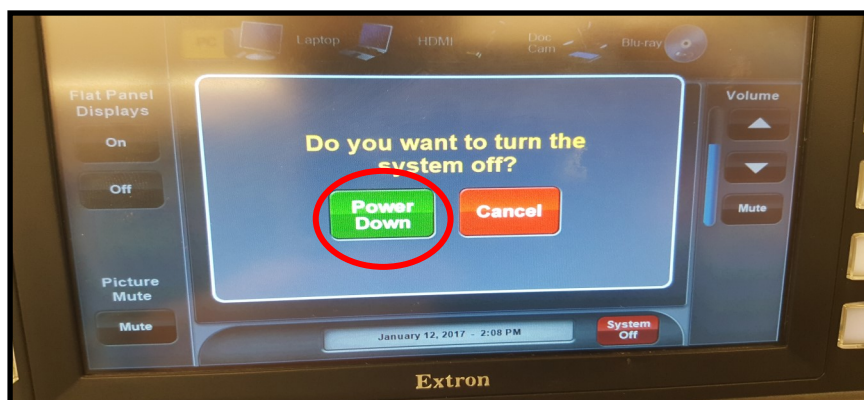 PC
Laptop
HDMI
Doc
Cam
Blu-ray
Flat Panel
Displays
On
Off
Picture
Mute
Mute
Do you want to turn the
system off?
Power
Down
Cancel
Volume
Mute
January 12, 2017 - 2:08 PM
System
Off
Extron